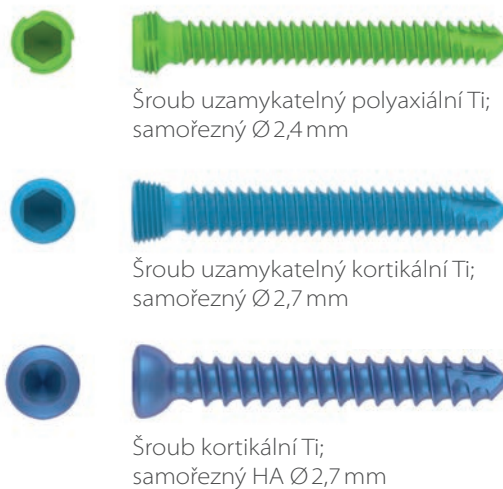 Šroub uzamykatelný polyaxiální Ti;
samořezný Ø 2,4 mm
Šroub uzamykatelný kortikální Ti;
samořezný Ø 2,7 mm
Šroub kortikální Ti;
samořezný HA Ø 2,7 mm